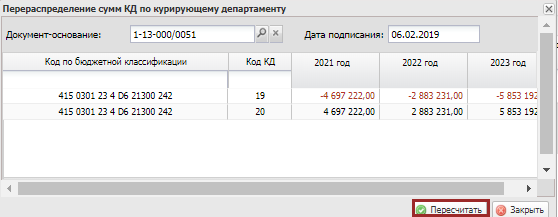 Перераспределение сумм КД по курирующему департаменту
Документ-основание: 1-13-000/0051 Дата подписания: 06.02.2019
Код по бюджетной классификации Код КД 2021 год 2022 год 2023 год
415 0301 23 4 D6 21300 242 19 -4 697 222,00 -2 883 231,00 -5 853 192
415 0301 23 4 D6 21300 242 20 4 697 222,00 2 883 231,00 5 853 192
Пересчитать Закрыть